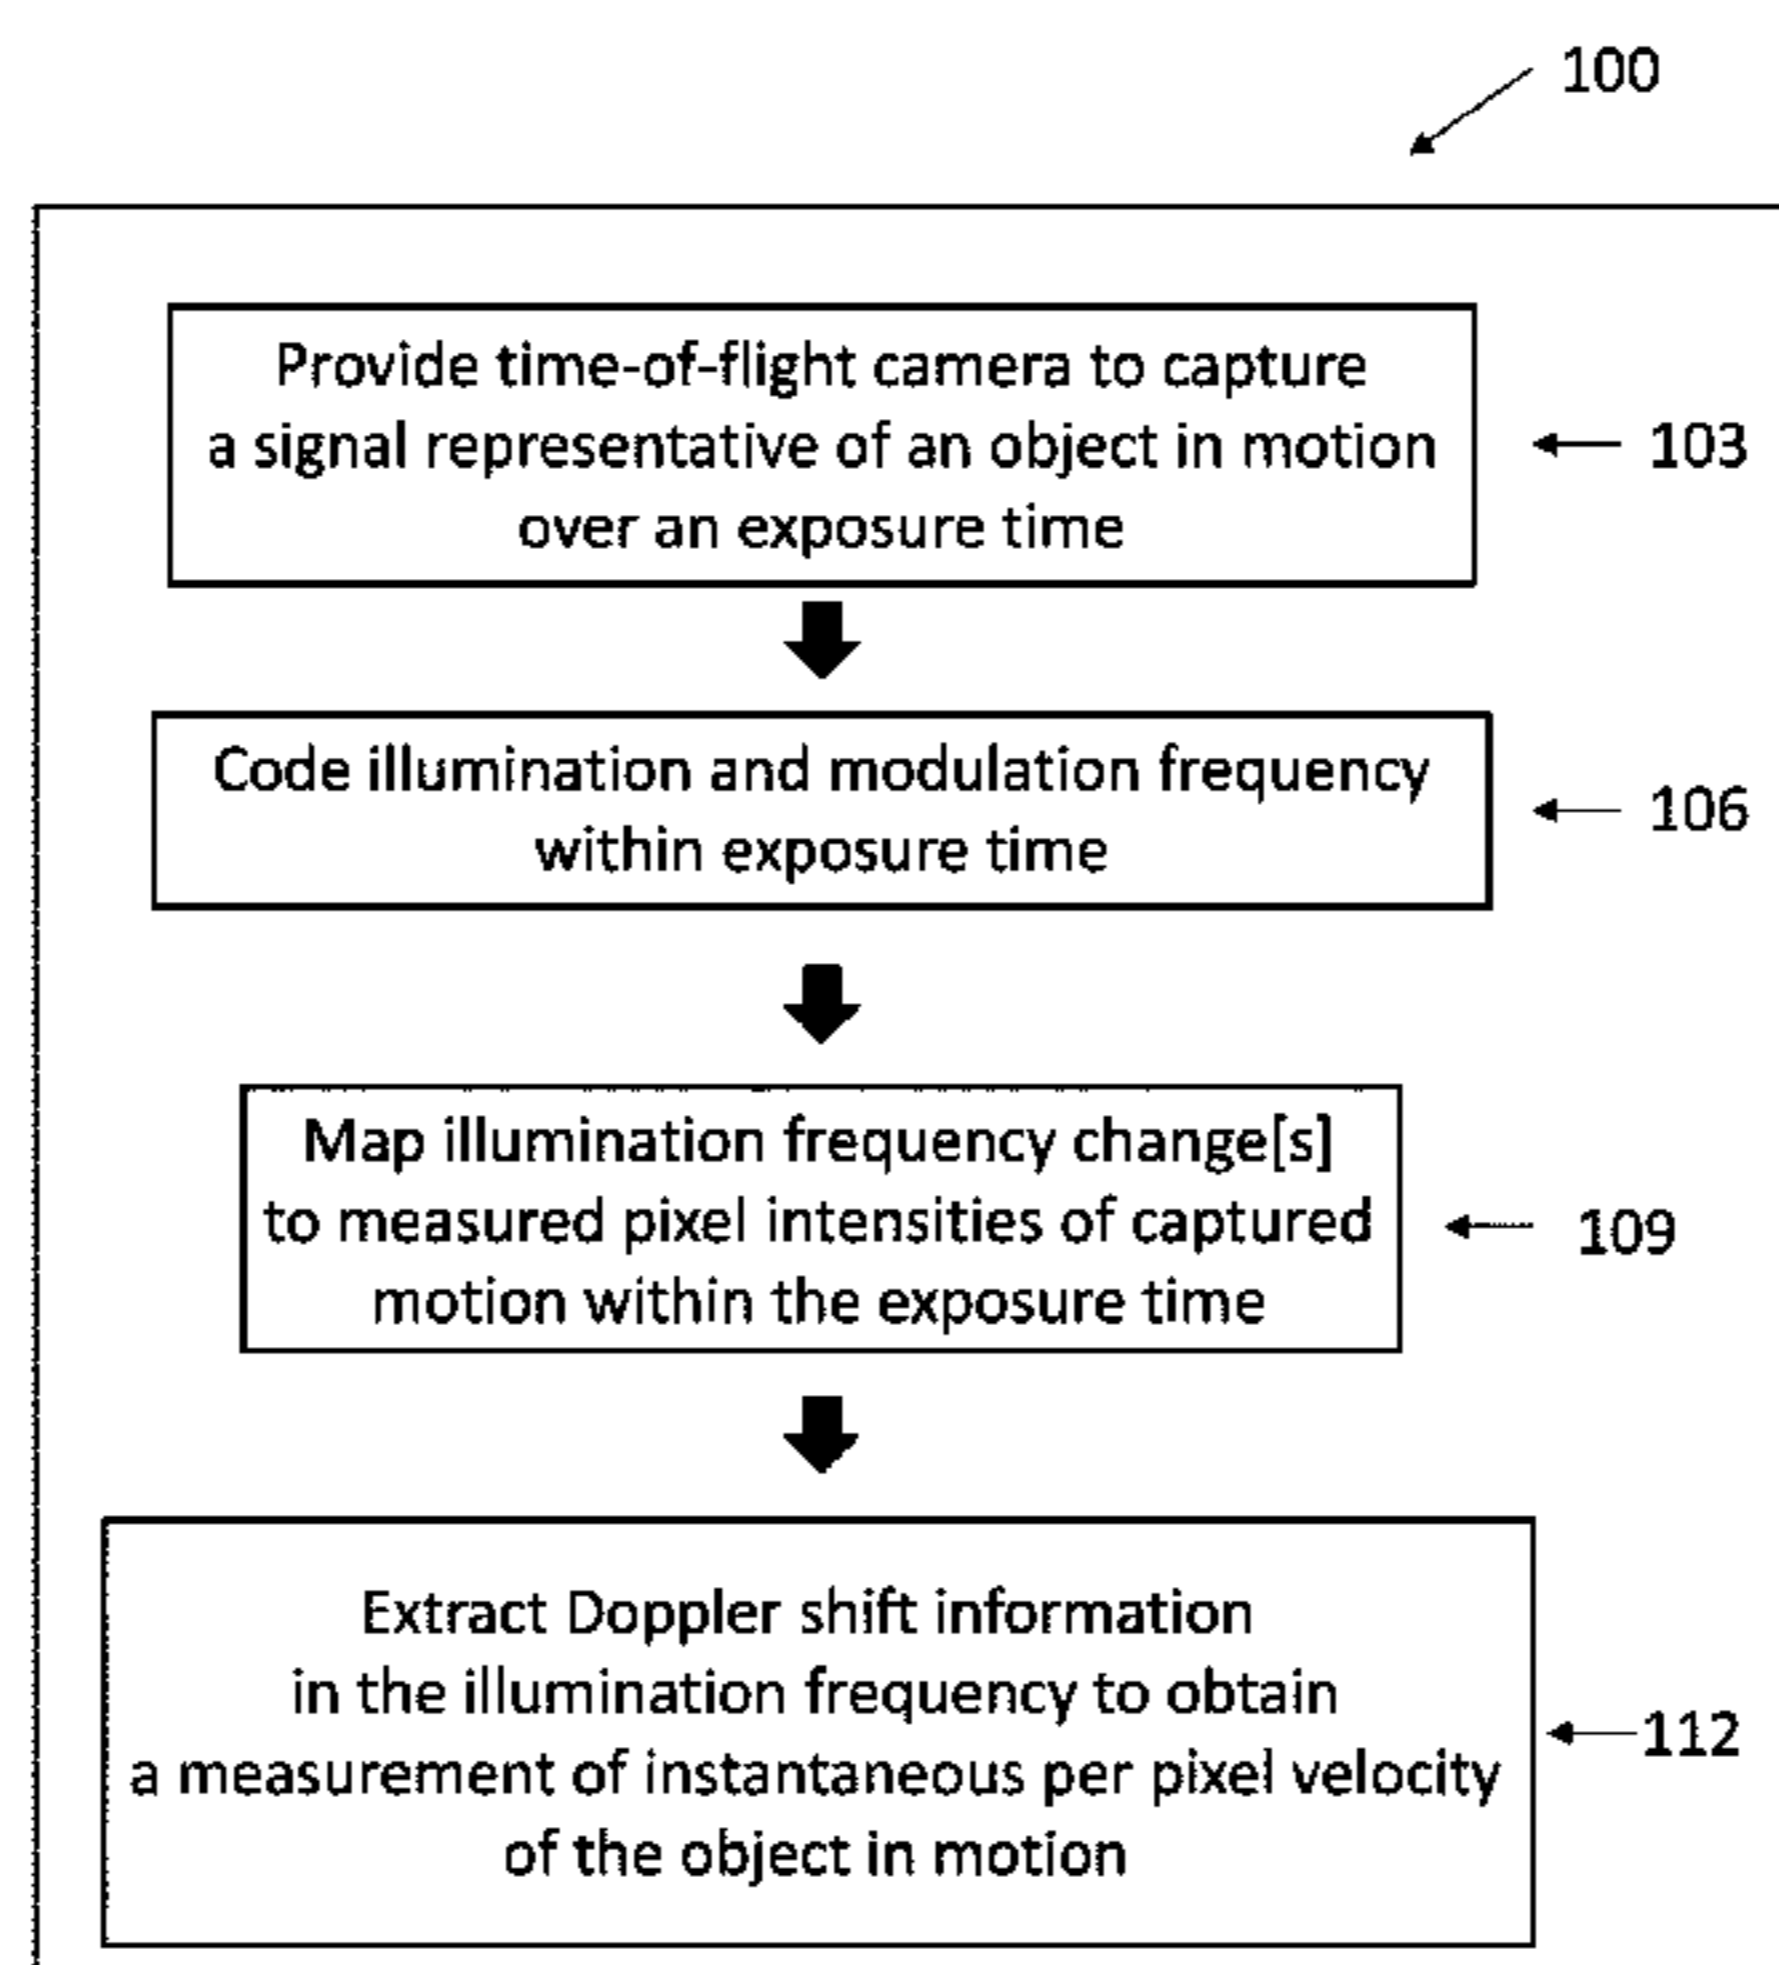 100
Provide time-of-flight camera to capture
a signal representative of an object in motion
over an exposure time
103
Code illumination and modulation frequency
within exposure time
106
Map illumination frequency change[s]
to measured pixel intensities of captured
motion within the exposure time
109
Extract Doppler shift information
in the illumination frequency to obtain
a measurement of instantaneous per pixel velocity
of the object in motion
112